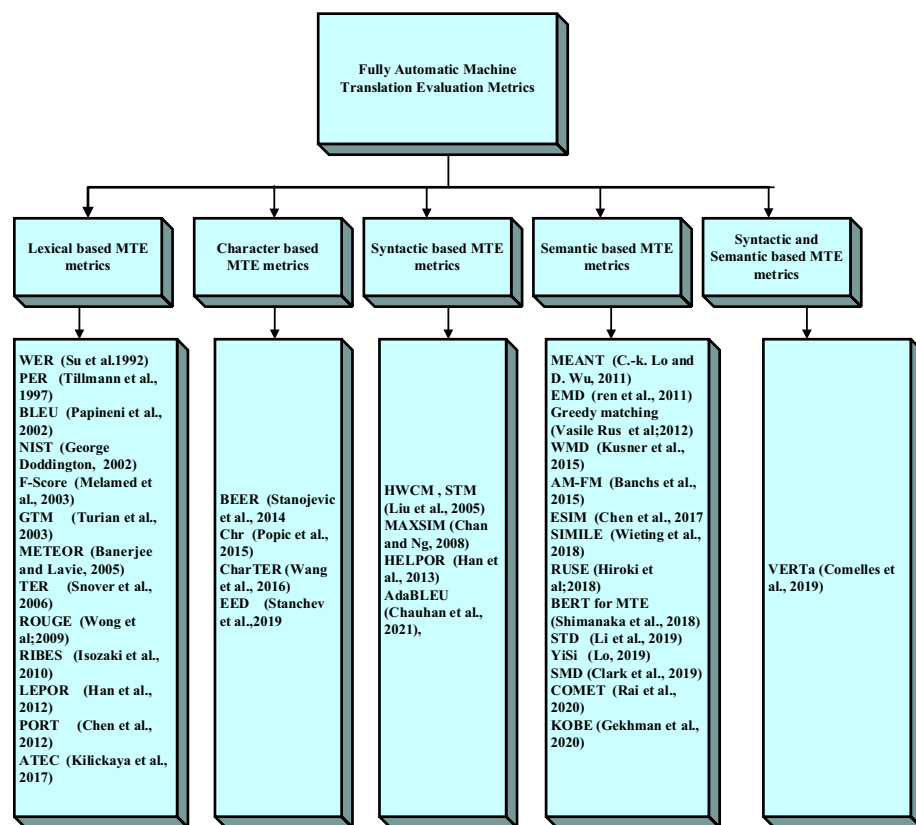 Fully Automatic Machine
Translation Evaluation Metrics
Lexical based MTE
metrics
Character based
MTE metrics
Syntactic based MTE
metrics
Semantic based MTE
metrics
Syntactic and
Semantic based MTE
metrics
WER (Su et al.1992)
PER (Tillmann et al.,
1997)
BLEU (Papineni et al.,
2002)
NIST (George
Doddington, 2002)
F-Score (Melamed et
al., 2003)
GTM (Turian et al.,
2003)
METEOR (Banerjee
and Lavie, 2005)
TER (Snover et al.,
2006)
ROUGE (Wong et
al;2009)
RIBES (Isozaki et al.,
2010)
LEPOR (Han et al.,
2012)
PORT (Chen et al.,
2012)
ATEC (Kilickaya et al.,
2017)
BEER (Stanojevic
et al., 2014
Chr (Popic et al.,
2015)
CharTER (Wang
et al., 2016)
EED (Stanchev
et al.,2019
HWCM , STM
(Liu et al., 2005)
MAXSIM (Chan
and Ng, 2008)
HELPOR (Han et
al., 2013)
AdaBLEU
(Chauhan et al.,
2021),
MEANT (C.-k. Lo and
D. Wu, 2011)
EMD (ren et al., 2011)
Greedy matching
(Vasile Rus et al;2012)
WMD (Kusner et al.,
2015)
AM-FM (Banchs et al.,
2015)
ESIM (Chen et al., 2017
SIMILE (Wieting et al.,
2018)
RUSE (Hiroki et
al;2018)
BERT for MTE
(Shimanaka et al., 2018)
STD (Li et al., 2019)
YiSi (Lo, 2019)
SMD (Clark et al., 2019)
COMET (Rai et al.,
2020)
KOBE (Gekhman et al.,
2020)
VERTa (Comelles et
al., 2019)